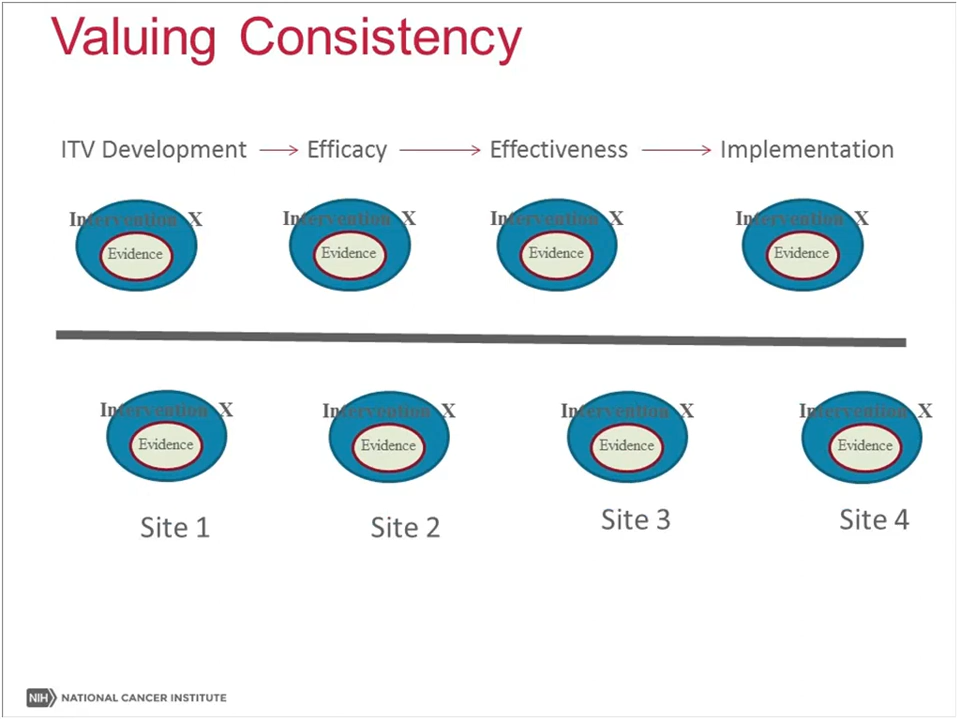 Valuing Consistency
ITV Development → Efficacy → Effectiveness → Implementation
Intervention X Intervention X Intervention X Intervention X
Evidence Evidence Evidence Evidence
Intervention X Intervention X Intervention X Intervention X
Evidence Evidence Evidence Evidence
Site 1 Site 2 Site 3 Site 4
NIH NATIONAL CANCER INSTITUTE